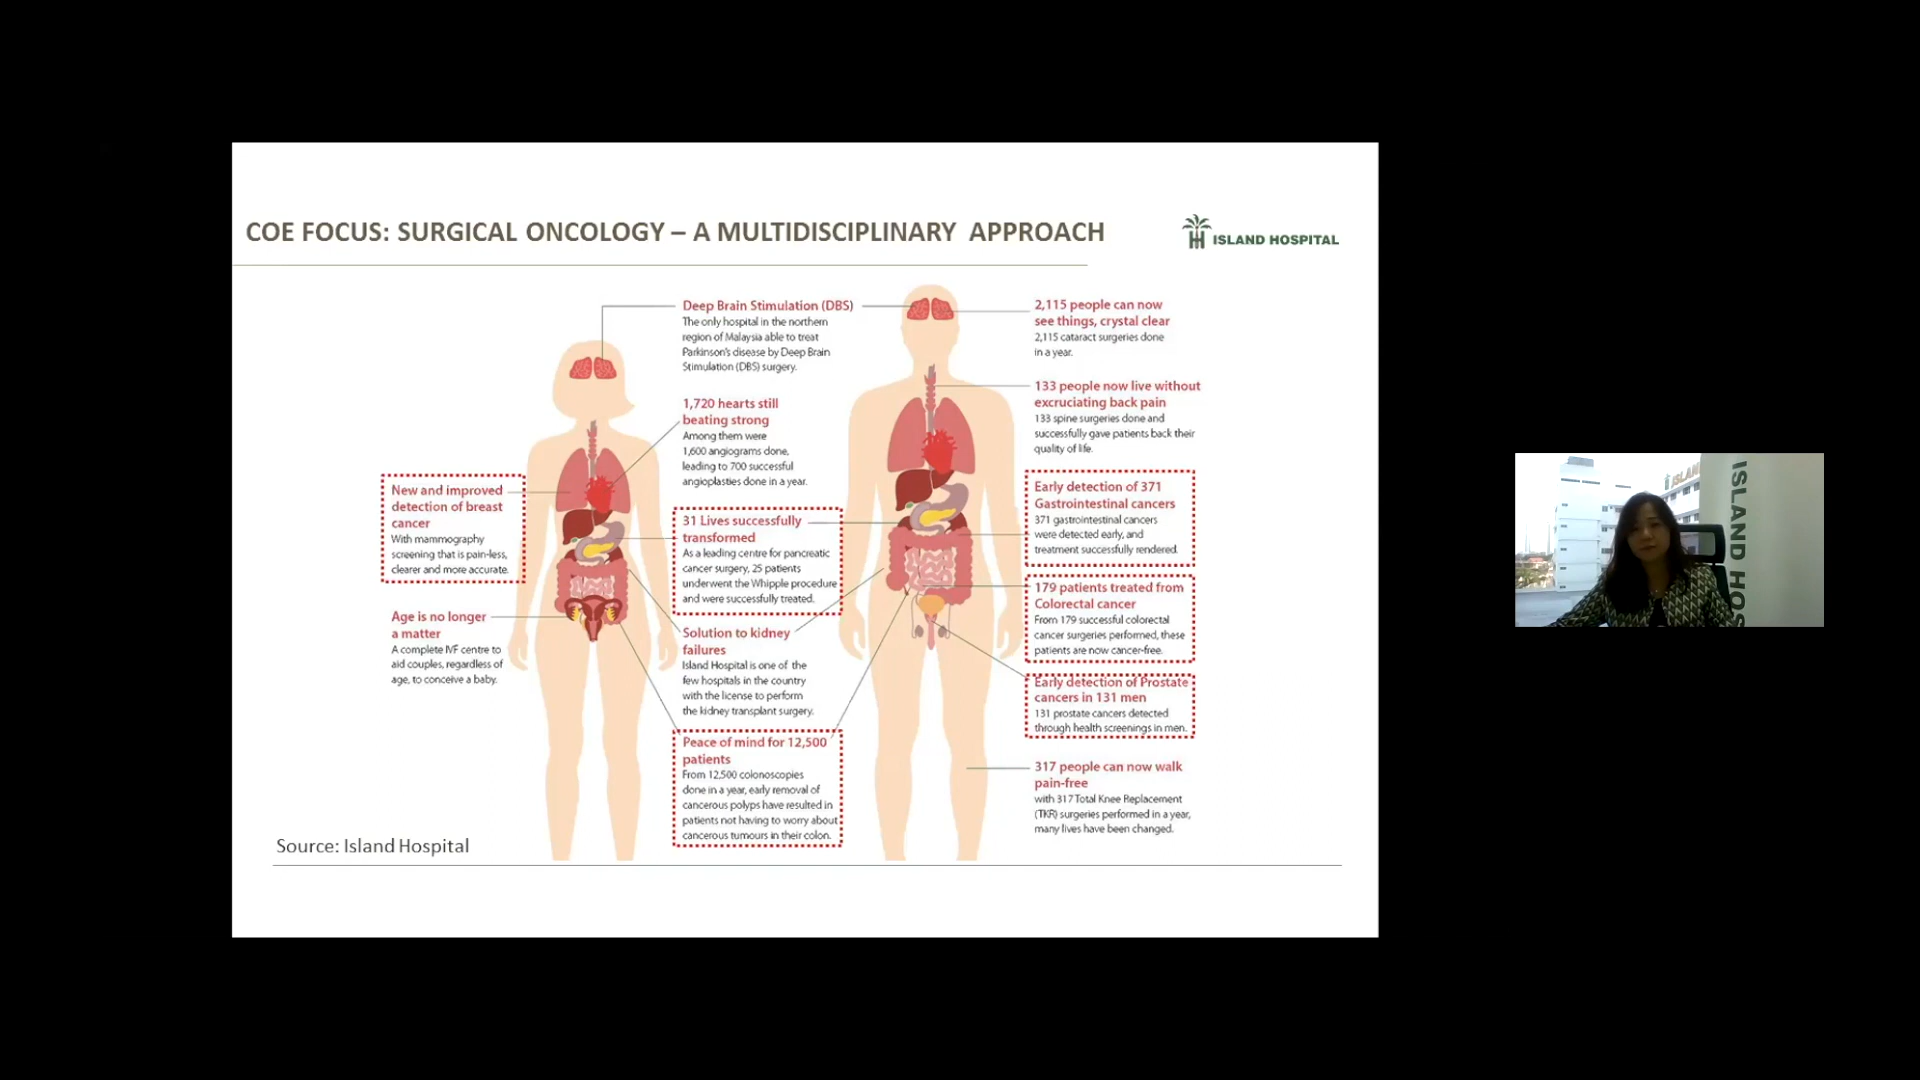 COE FOCUS: SURGICAL ONCOLOGY – A MULTIDISCIPLINARY APPROACH
ISLAND HOSPITAL
Deep Brain Stimulation (DBS)
The only hospital in the northern
region of Malaysia able to treat
Parkinson's disease by Deep Brain
Stimulation (DBS) surgery.
1,720 hearts still
beating strong
Among them were
1,600 angiograms done,
leading to 700 successful
angioplasties done in a year.
New and improved
detection of breast
cancer
With mammography
screening that is pain-less,
clearer and more accurate.
Age is no longer
a matter
A complete IVF centre to
aid couples, regardless of
age, to conceive a baby.
31 Lives successfully
transformed
As a leading centre for pancreatic
cancer surgery, 25 patients
underwent the Whipple procedure
and were successfully treated.
Solution to kidney
failures
Island Hospital is one of the
few hospitals in the country
with the license to perform
the kidney transplant surgery.
Peace of mind for 12,500
patients
From 12,500 colonoscopies
done in a year, early removal of
cancerous polyps have resulted in
patients not having to worry about
cancerous tumours in their colon.
2,115 people can now
see things, crystal clear
2,115 cataract surgeries done
in a year.
133 people now live without
excruciating back pain
133 spine surgeries done and
successfully gave patients back their
quality of life.
Early detection of 371
Gastrointestinal cancers
371 gastrointestinal cancers
were detected early, and
treatment successfully rendered.
179 patients treated from
Colorectal cancer
From 179 successful colorectal
cancer surgeries performed, these
patients are now cancer-free.
Early detection of Prostate
cancers in 131 men
131 prostate cancers detected
through health screenings in men.
317 people can now walk
pain-free
with 317 Total Knee Replacement
(TKR) surgeries performed in a year,
many lives have been changed.
Source: Island Hospital
ISLAN
ISLAND HOS